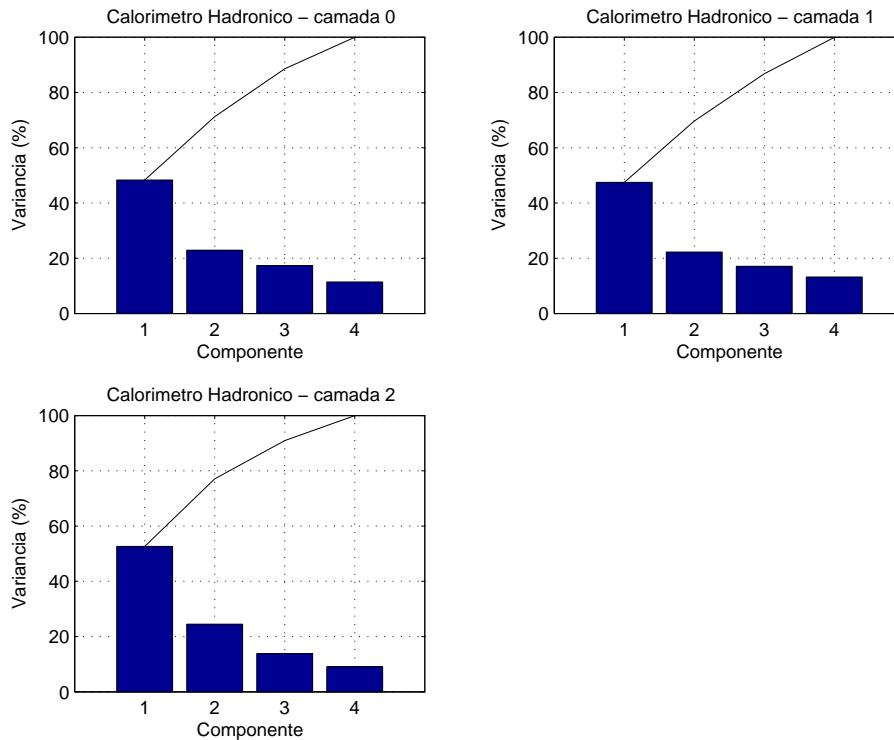 Calorimetro Hadronico − camada 0
100
80
60
40
20
0
Variancia (%)
1 2 3 4
Componente
Calorimetro Hadronico − camada 1
100
80
60
40
20
0
Variancia (%)
1 2 3 4
Componente
Calorimetro Hadronico − camada 2
100
80
60
40
20
0
Variancia (%)
1 2 3 4
Componente